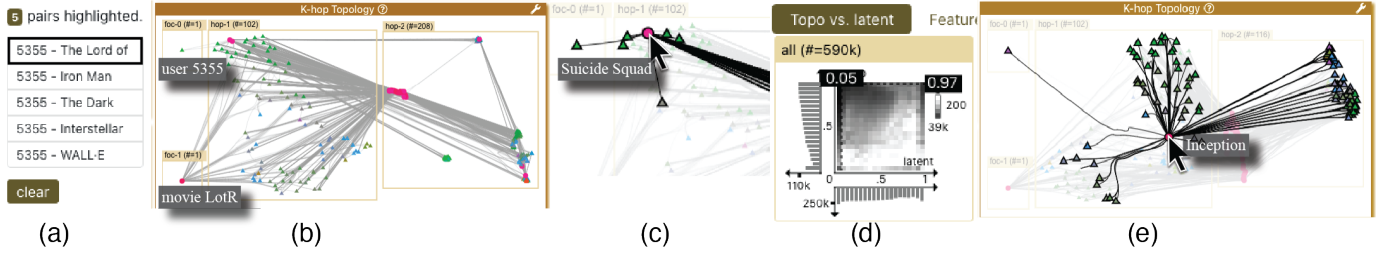 5 pairs highlighted.
5355 - The Lord of
5355 - Iron Man
5355 - The Dark
5355 - Interstellar
5355 - WALL·E
clear
(a)
K-hop Topology ?
foc-0 (#=1)
hop-1 (#=102)
hop-2 (#=208)
user 5355
foc-1 (#=1)
movie LotR
(b)
foc-0 (#=1)
hop-1 (#=102)
Suicide Squad
(c)
Topo vs. latent
Feature
all (#=590k)
0.05
0.97
200
39k
.5
latent
0
.5
1
110k
250k
(d)
K-hop Topology ?
foc-0 (#=1)
hop-1 (#=102)
hop-2 (#=116)
Inception
foc-1 (#=1)
(e)